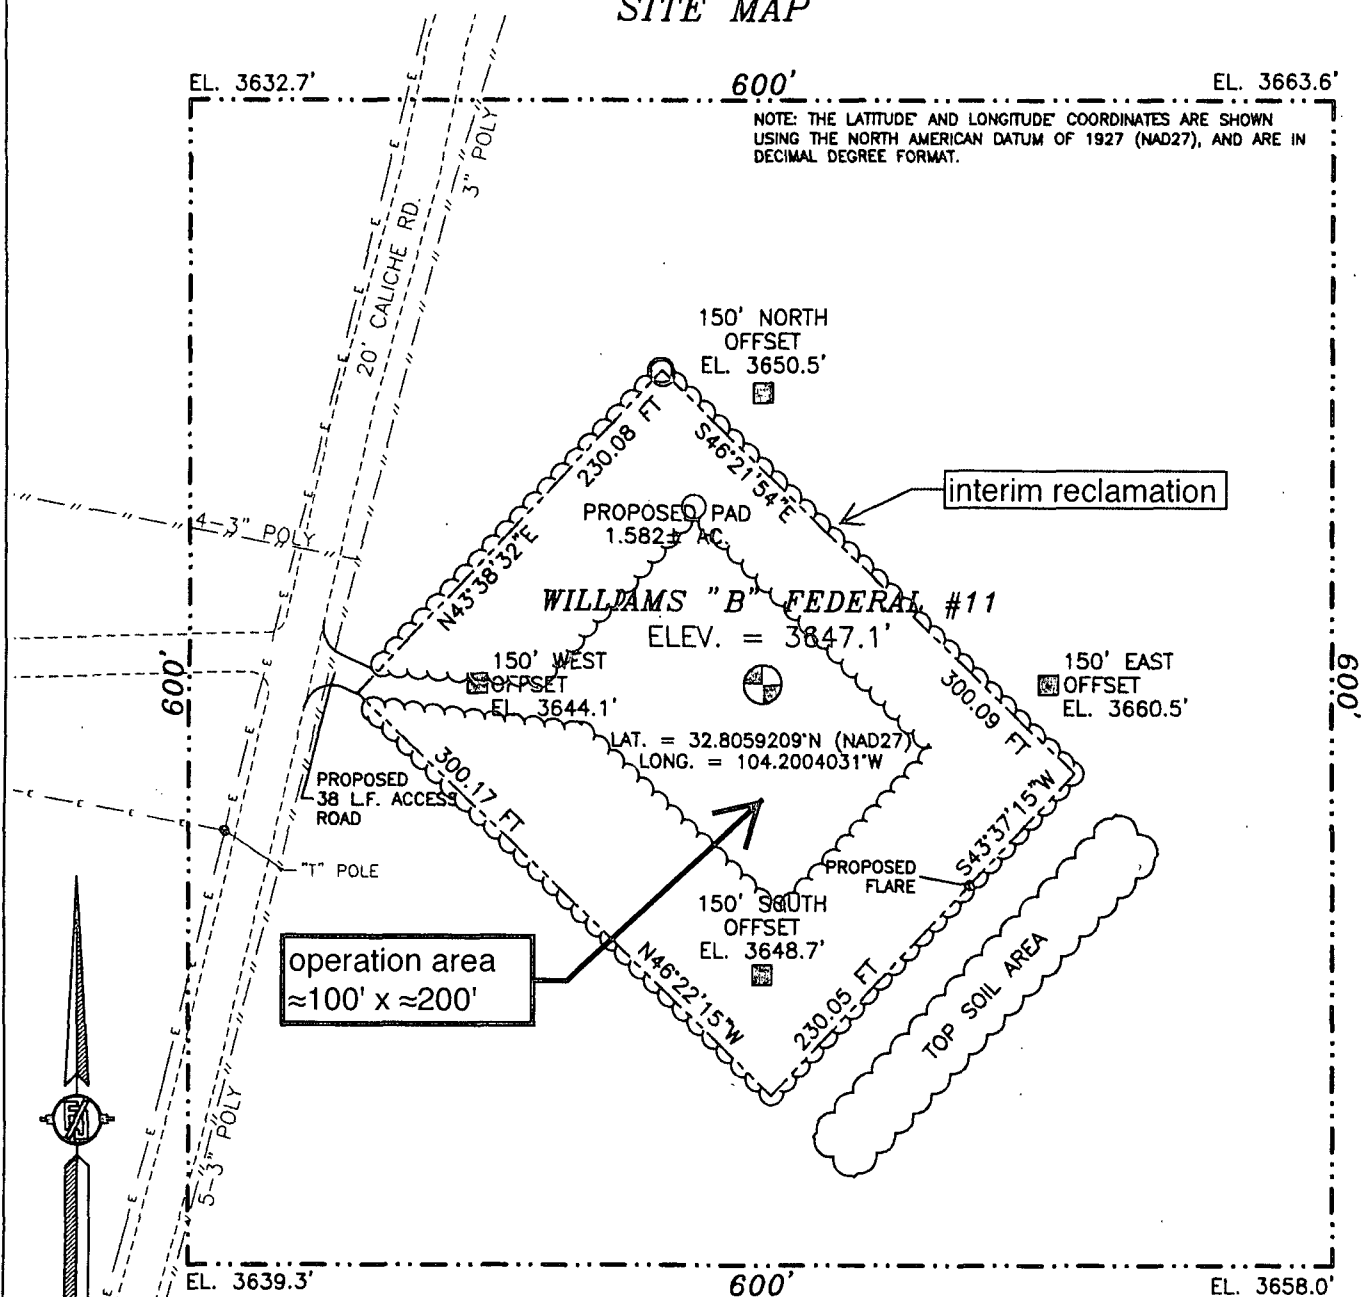 SITE MAP
EL. 3632.7'
600'
EL. 3663.6'
NOTE: THE LATITUDE AND LONGITUDE COORDINATES ARE SHOWN
USING THE NORTH AMERICAN DATUM OF 1927 (NAD27), AND ARE IN
DECIMAL DEGREE FORMAT.
3" POLY
20' CALICHE RD.
150' NORTH
OFFSET
EL. 3650.5'
230.08 FT
S46°21'54"E
interim reclamation
4-3" POLY
PROPOSED PAD
1.582± AC.
N43°38'32"E
WILLIAMS "B" FEDERAL #11
ELEV. = 3647.1'
600'
150' WEST
OFFSET
EL. 3644.1'
150' EAST
OFFSET
EL. 3660.5'
600'
300.09 FT
LAT. = 32.8059209°N (NAD27)
LONG. = 104.2004031°W
PROPOSED
38 L.F. ACCESS
ROAD
300.17 FT
S43°37'15"W
"T" POLE
PROPOSED
FLARE
150' SOUTH
OFFSET
EL. 3648.7'
operation area
≈100' x ≈200'
N46°22'15"W
230.05 FT
TOP SOIL AREA
5-3" POLY
E
E
E
E
E
E
E
E
E
E
E
E
EL. 3639.3'
600'
EL. 3658.0'